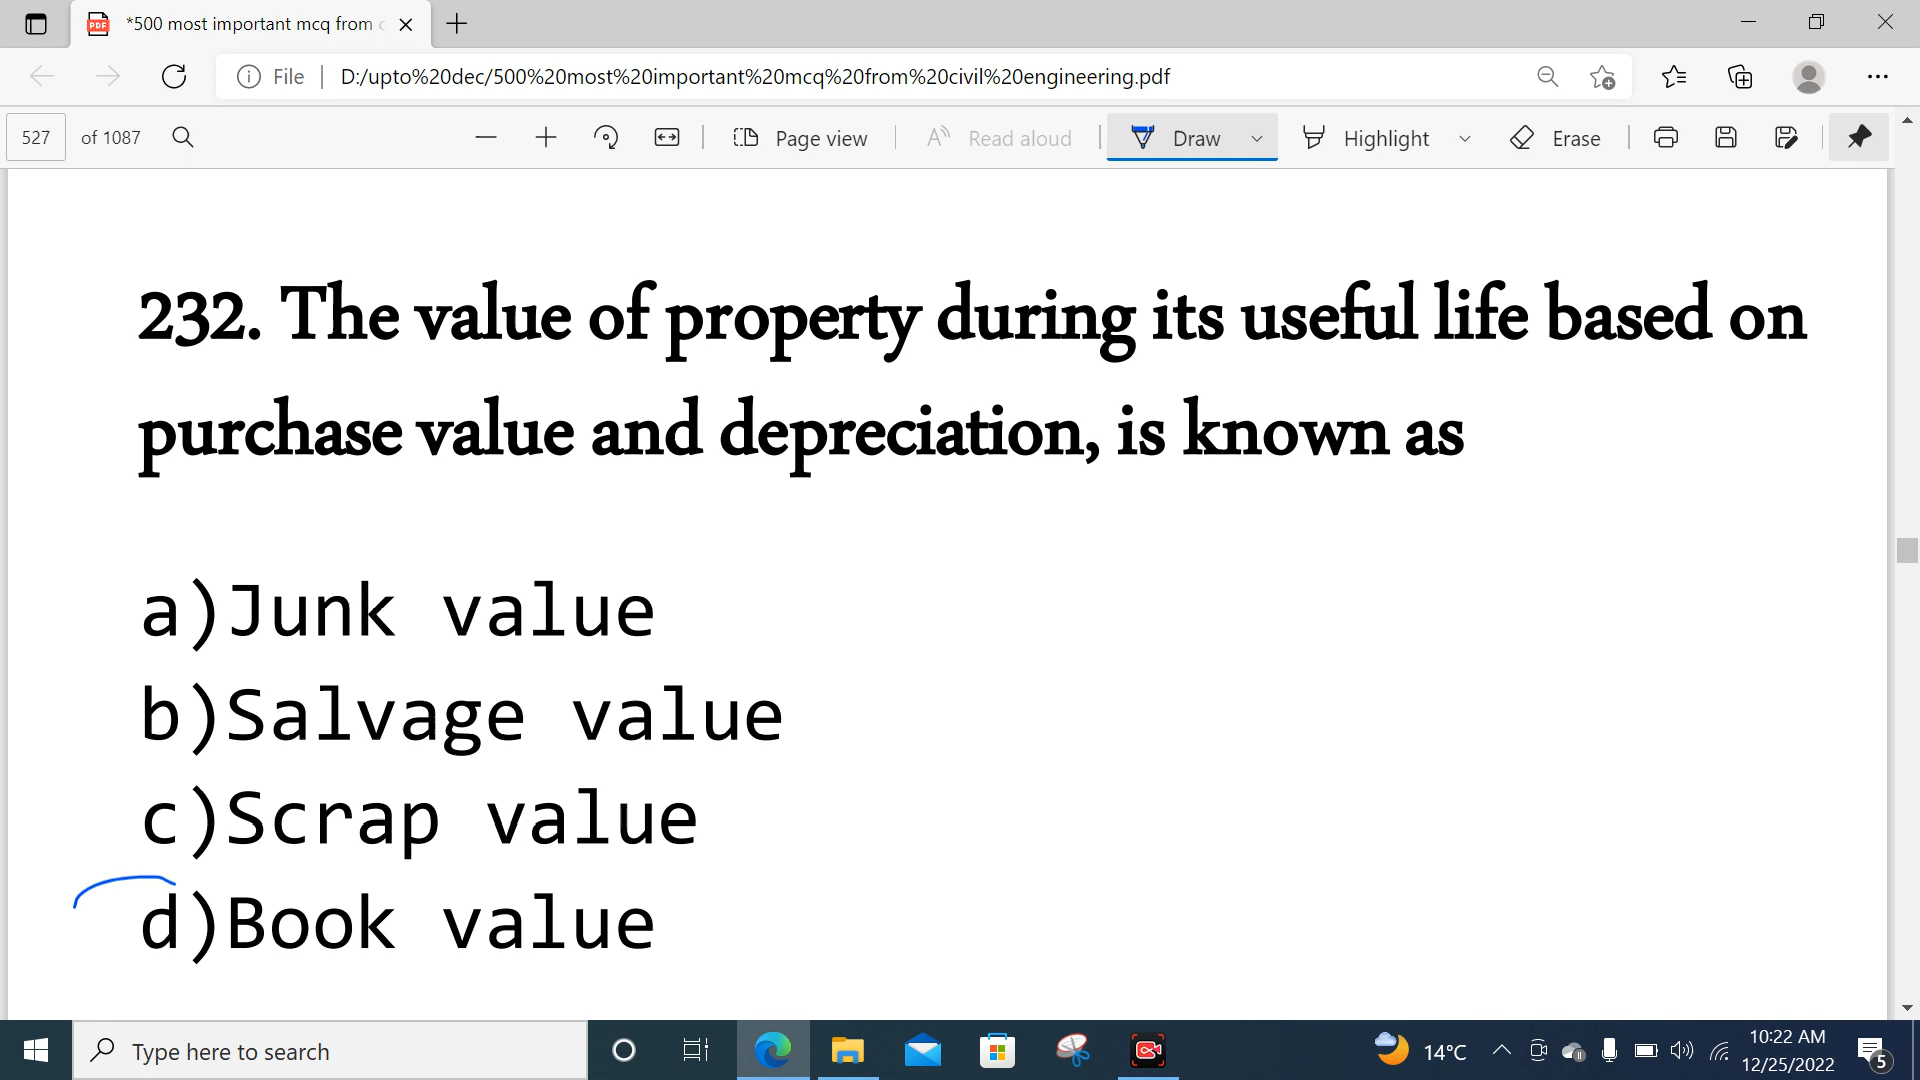 *500 most important mcq from
File
D:/upto%20dec/500%20most%20important%20mcq%20from%20civil%20engineering.pdf
527 of 1087
Page view
Read aloud
Draw
Highlight
Erase
232. The value of property during its useful life based on
purchase value and depreciation, is known as
a)Junk value
b)Salvage value
c)Scrap value
d)Book value
Type here to search
14°C
10:22 AM
12/25/2022
5